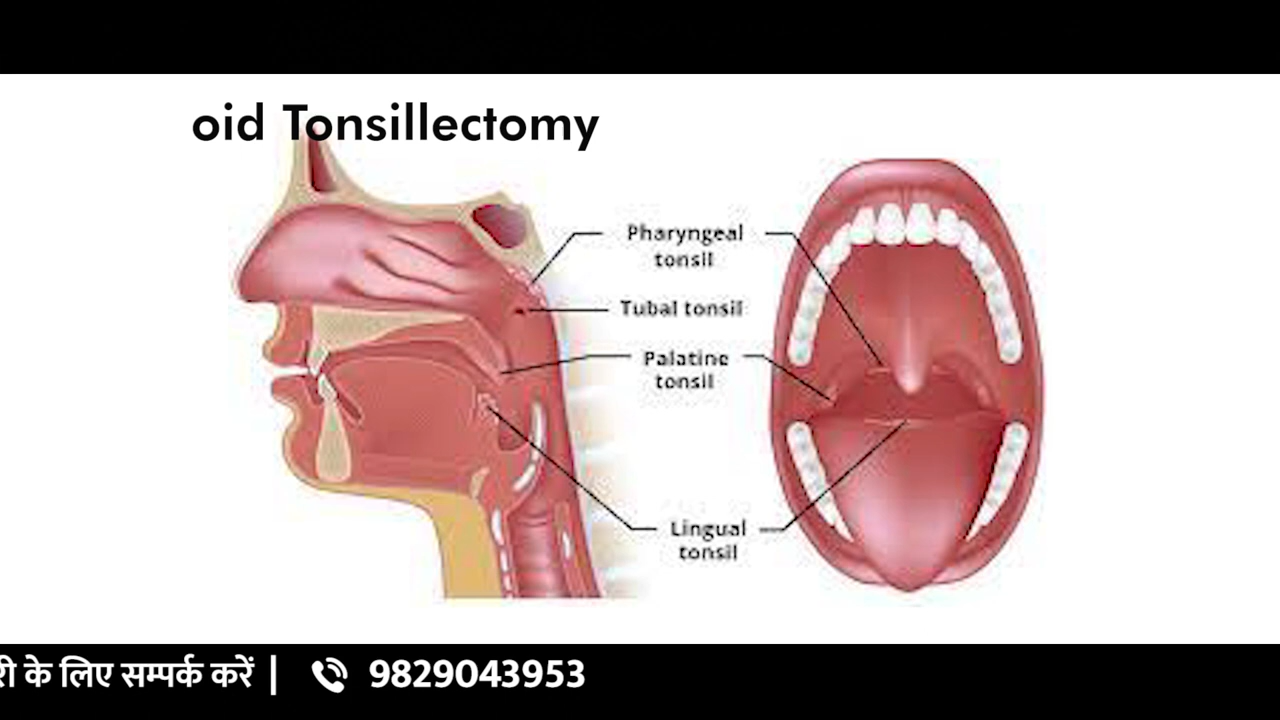 oid Tonsillectomy
Pharyngeal
tonsil
Tubal tonsil
Palatine
tonsil
Lingual
tonsil
री के लिए सम्पर्क करें | 9829043953